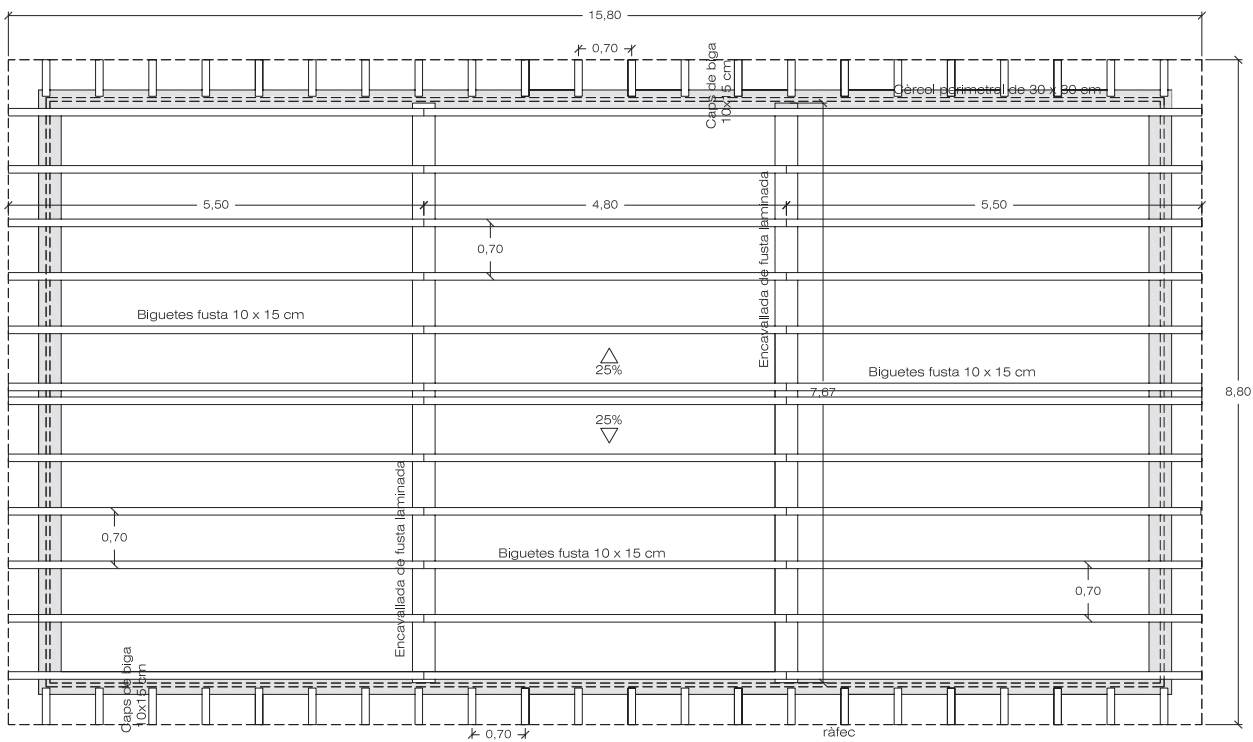 15,80
0,70
Caps de biga
10x15 cm
Cèrcol perimetral de 30 x 30 cm
5,50
4,80
5,50
0,70
Encavallada de fusta laminada
Biguetes fusta 10 x 15 cm
25%
Biguetes fusta 10 x 15 cm
7,67
8,80
25%
Encavallada de fusta laminada
0,70
Biguetes fusta 10 x 15 cm
0,70
Caps de biga
10x15 cm
0,70
ràfec